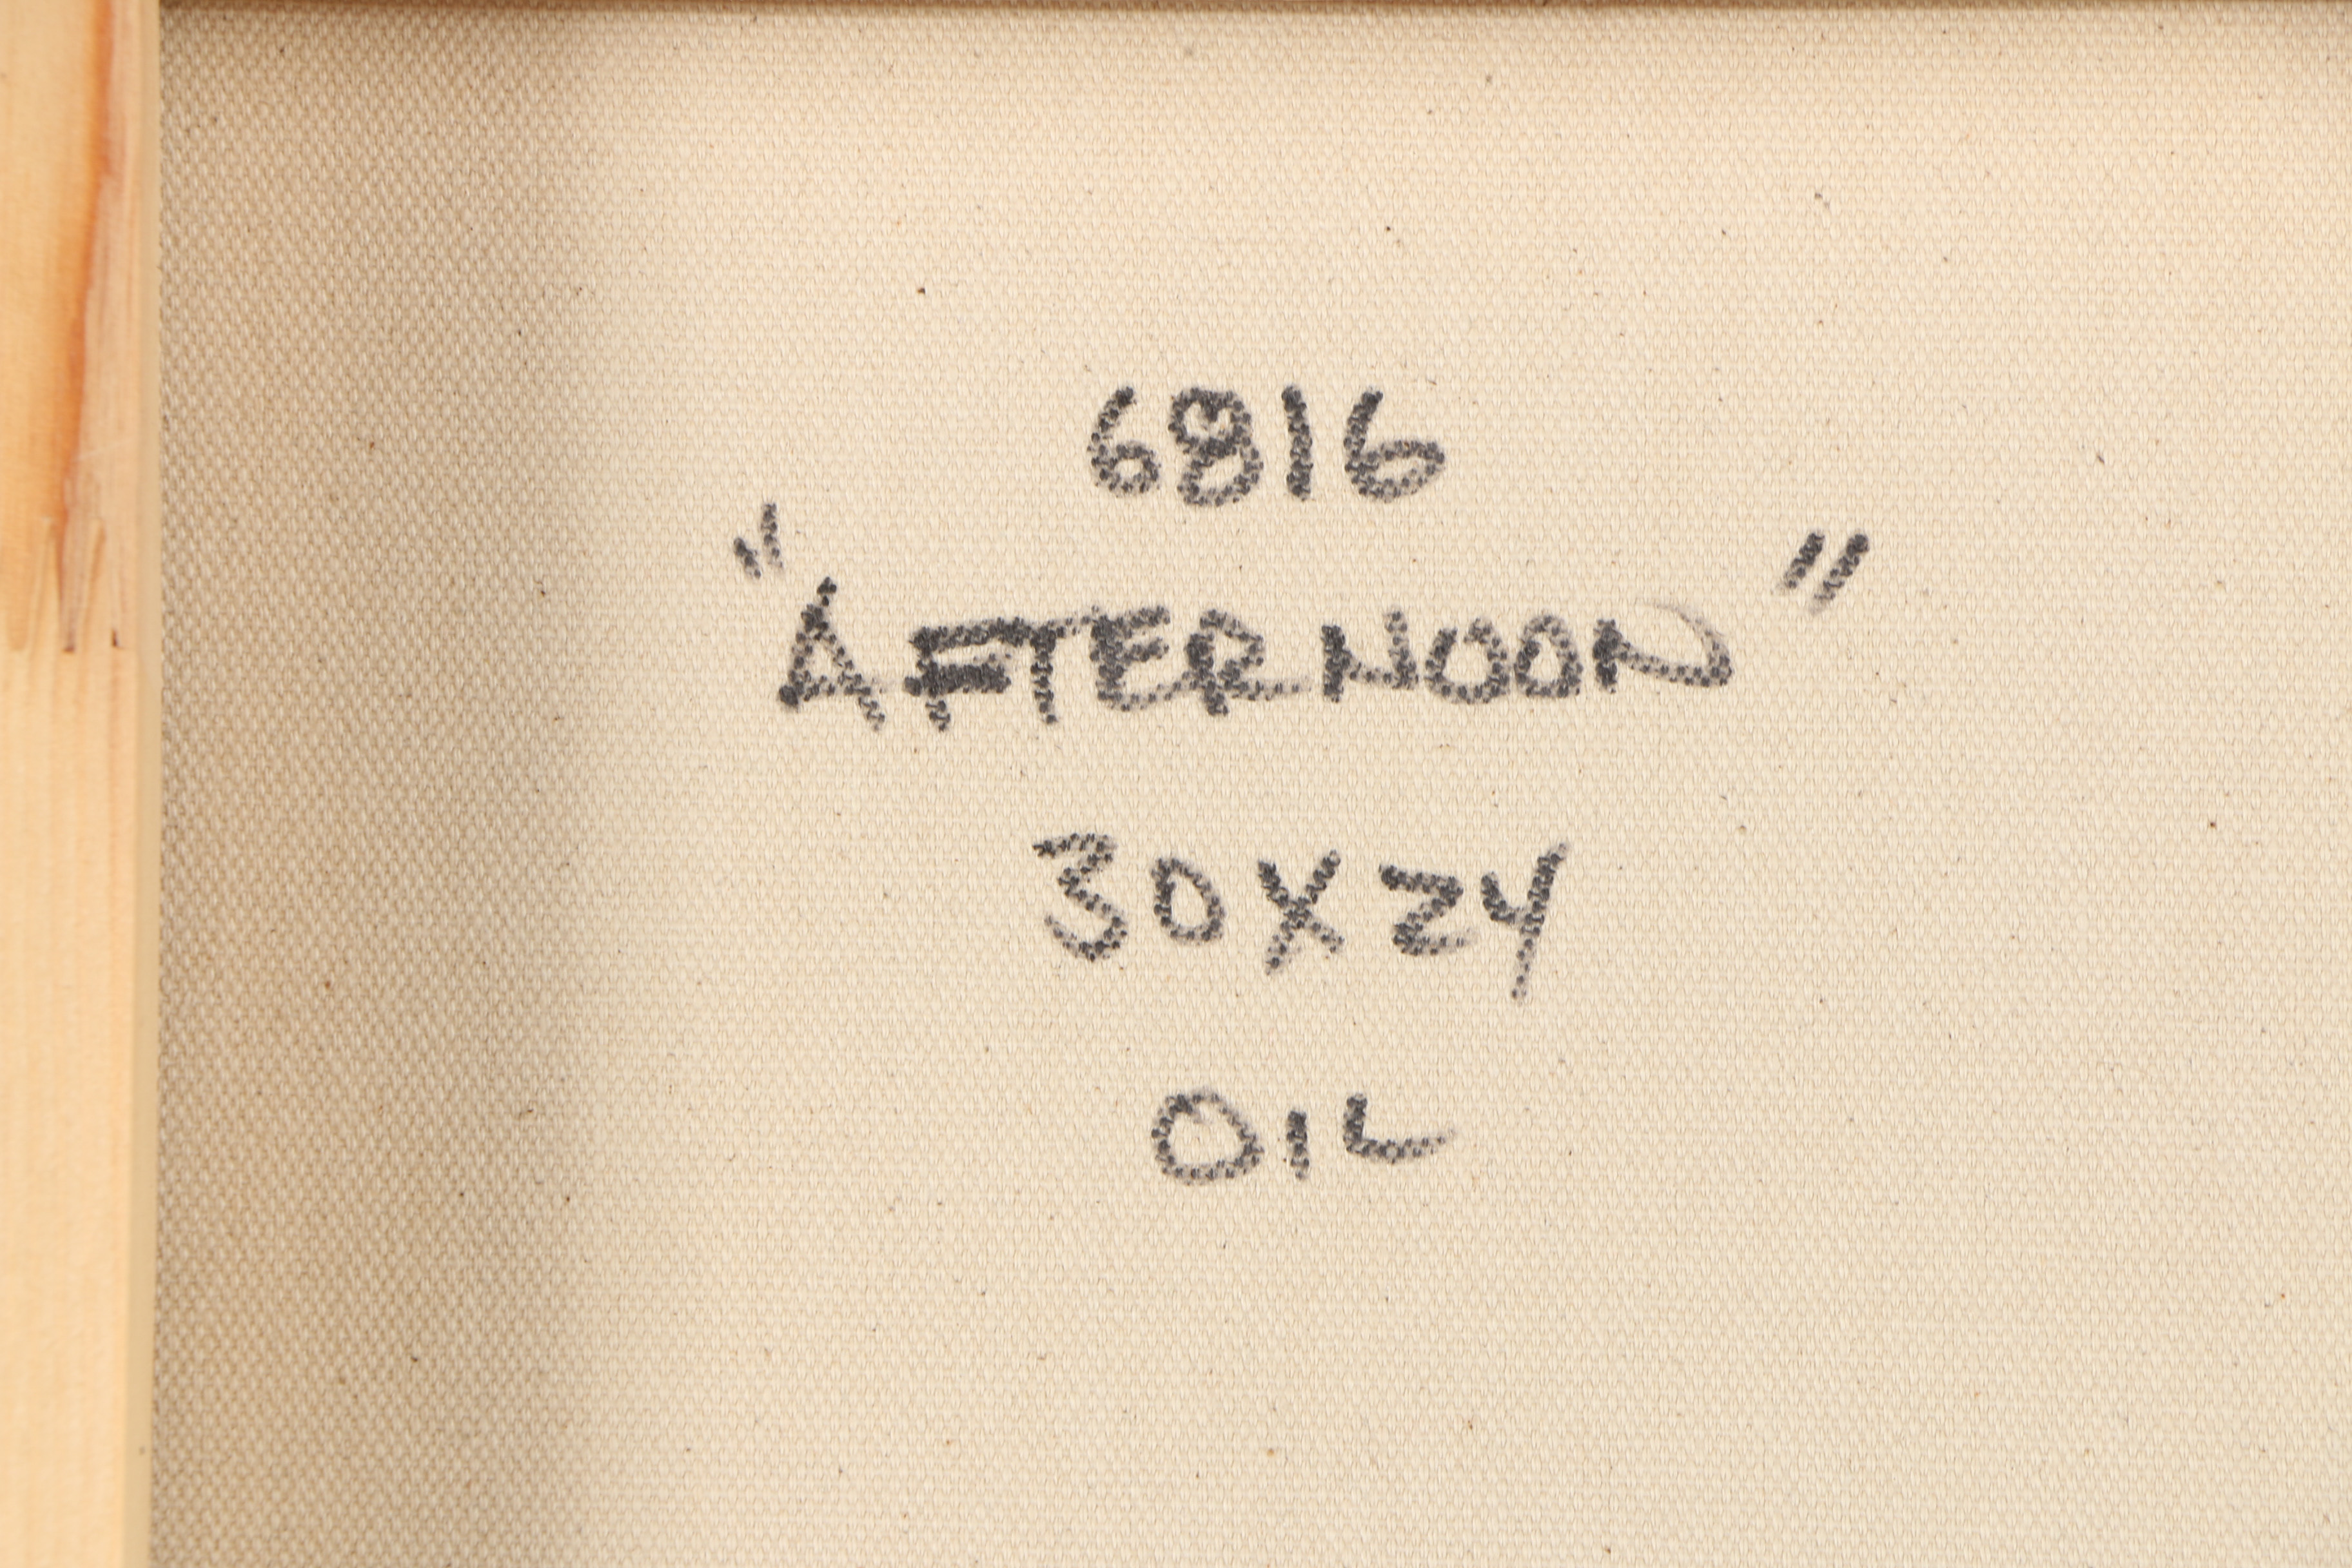 6816
"AFTERNOON"
30X24
OIL